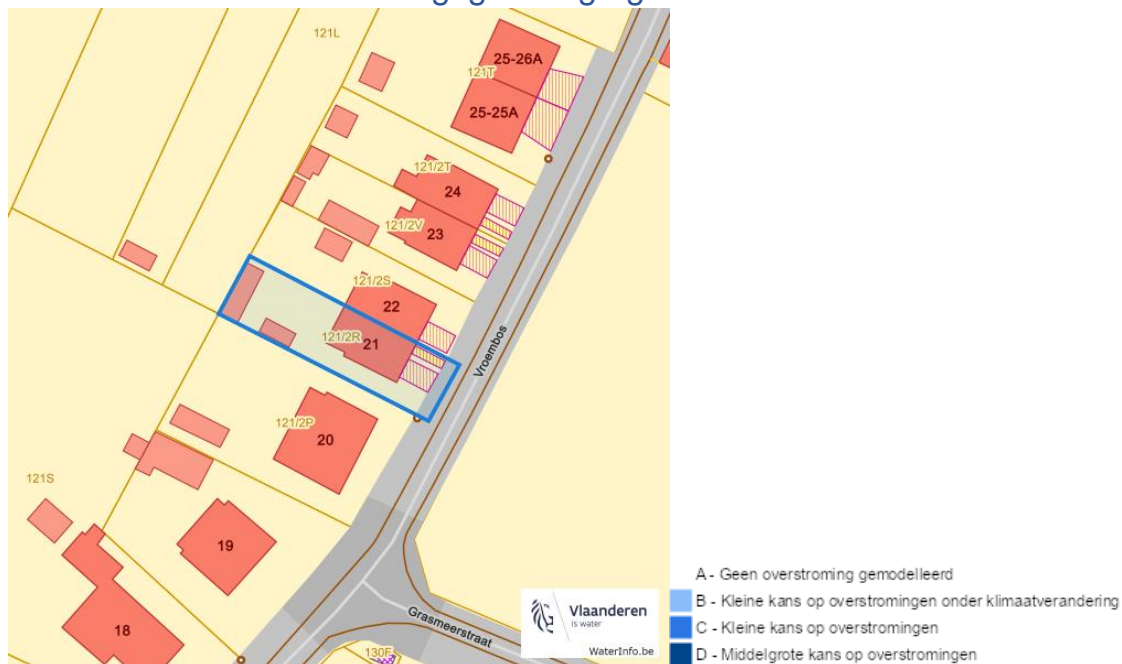 121L
25-26A
121T
25-25A
121/2T
24
121/2V
23
121/2S
22
121/2R
21
Vroembos
121/2P
20
121S
19
18
Grasmeerstraat
130F
Vlaanderen
is water
WaterInfo.be
A - Geen overstroming gemodelleerd
B - Kleine kans op overstromingen onder klimaatverandering
C - Kleine kans op overstromingen
D - Middelgrote kans op overstromingen